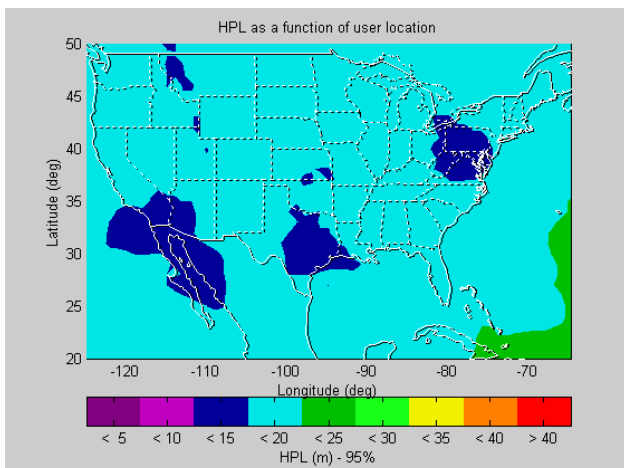 HPL as a function of user location
50
45
40
35
30
25
20
Latitude (deg)
-120 -110 -100 -90 -80 -70
Longitude (deg)
< 5 < 10 < 15 < 20 < 25 < 30 < 35 < 40 > 40
HPL (m) - 95%